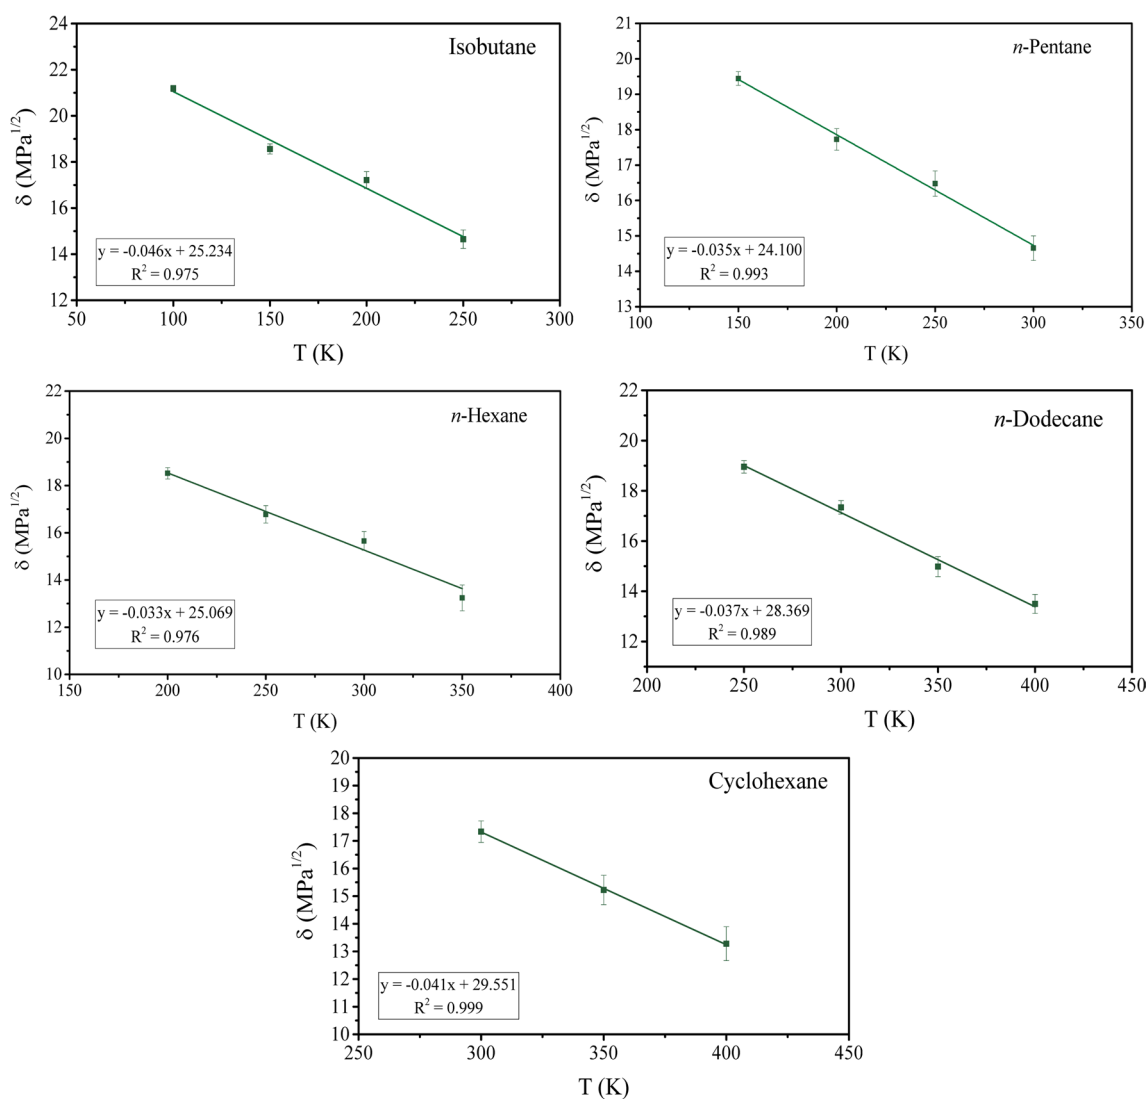 Isobutane
δ (MPa1/2)
24
22
20
18
16
14
12
y = -0.046x + 25.234
R2 = 0.975
50 100 150 200 250 300
T (K)
n-Pentane
δ (MPa1/2)
21
20
19
18
17
16
15
14
13
y = -0.035x + 24.100
R2 = 0.993
100 150 200 250 300 350
T (K)
n-Hexane
δ (MPa1/2)
22
20
18
16
14
12
10
y = -0.033x + 25.069
R2 = 0.976
150 200 250 300 350 400
T (K)
n-Dodecane
δ (MPa1/2)
22
20
18
16
14
12
y = -0.037x + 28.369
R2 = 0.989
200 250 300 350 400 450
T (K)
Cyclohexane
δ (MPa1/2)
20
19
18
17
16
15
14
13
12
11
10
y = -0.041x + 29.551
R2 = 0.999
250 300 350 400 450
T (K)